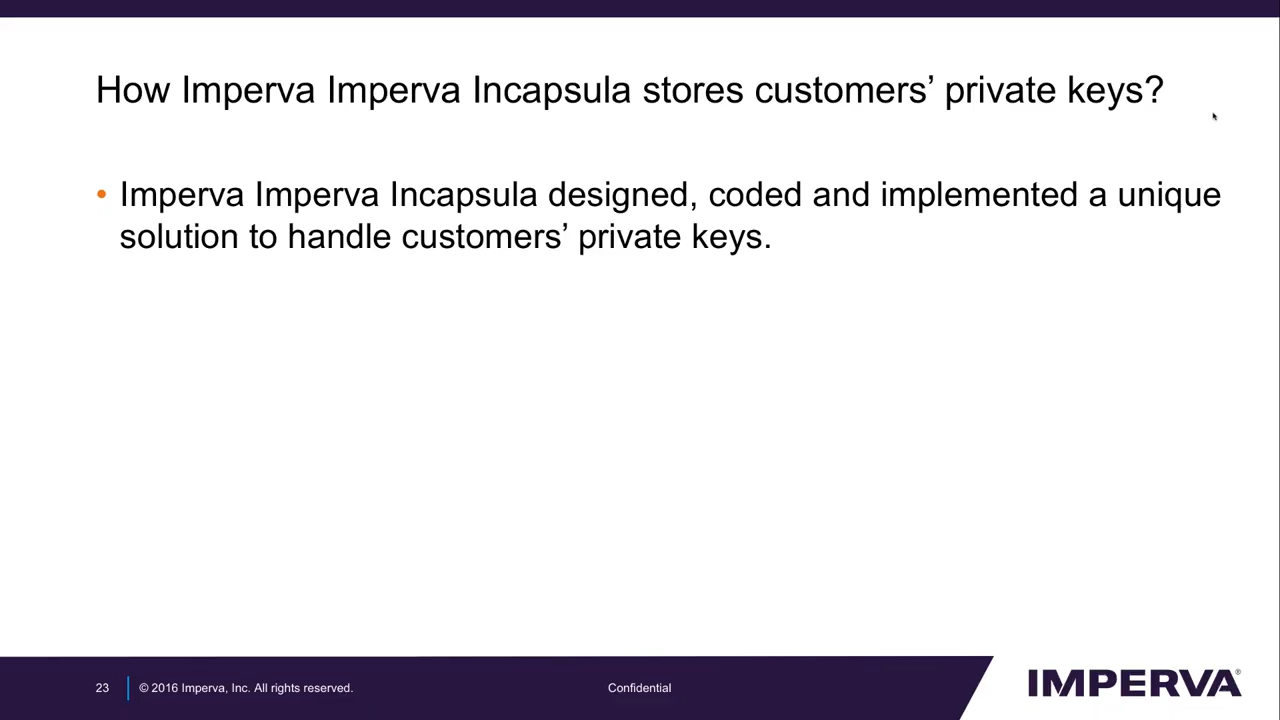 How Imperva Imperva Incapsula stores customers’ private keys?
• Imperva Imperva Incapsula designed, coded and implemented a unique
solution to handle customers’ private keys.
23
© 2016 Imperva, Inc. All rights reserved.
Confidential
IMPERVA®